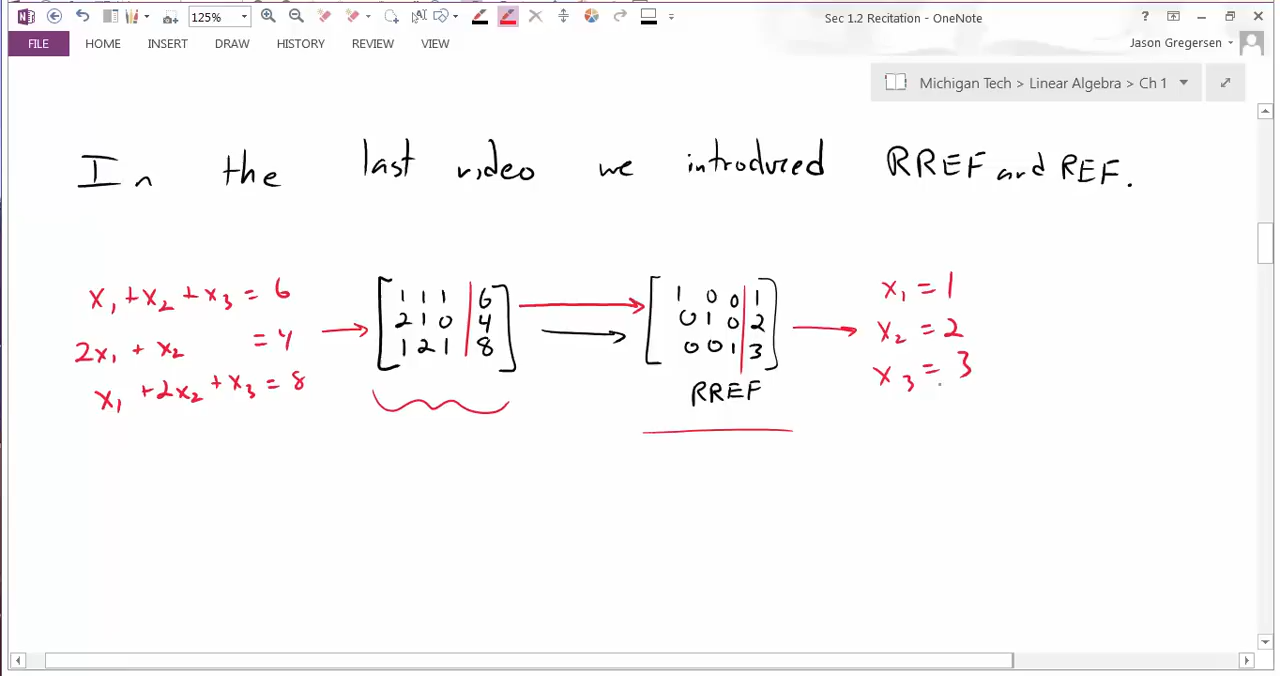 125%
Sec 1.2 Recitation - OneNote
FILE HOME INSERT DRAW HISTORY REVIEW VIEW
Jason Gregersen
Michigan Tech > Linear Algebra > Ch 1
In the last video we introduced RREF and REF.
x₁ + x₂ + x₃ = 6
2x₁ + x₂ = 4
x₁ + 2x₂ + x₃ = 8
1 1 1 | 6
2 1 0 | 4
1 2 1 | 8
1 0 0 | 1
0 1 0 | 2
0 0 1 | 3
RREF
x₁ = 1
x₂ = 2
x₃ = 3